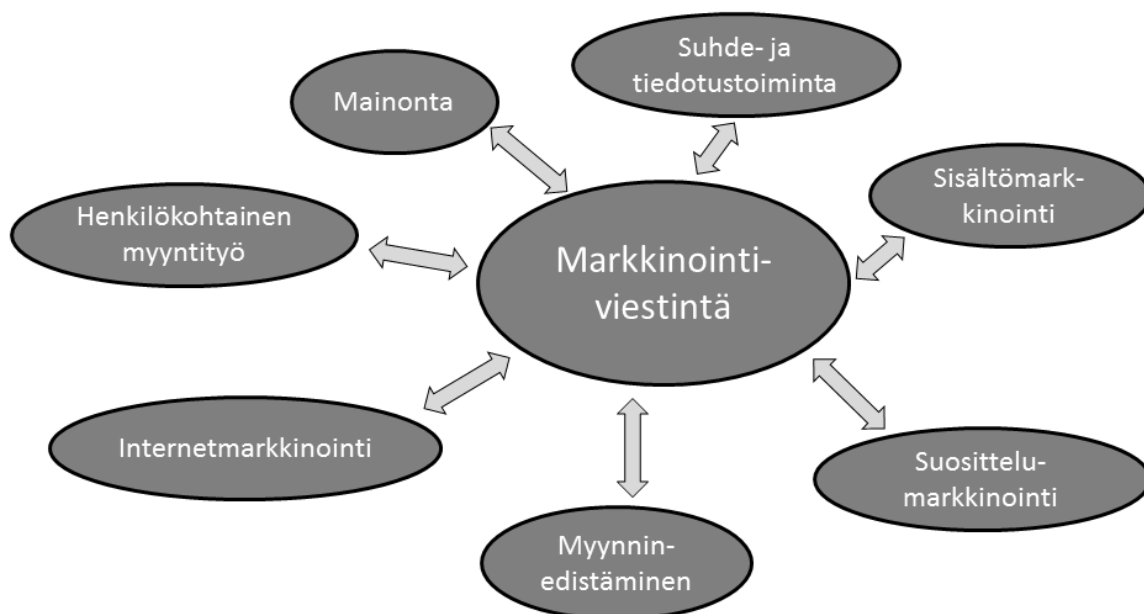 Suhde- ja
tiedotustoiminta
Mainonta
Sisältömark-
kinointi
Henkilökohtainen
myyntityö
Markkinointi-
viestintä
Internetmarkkinointi
Suosittelu-
markkinointi
Myynnin-
edistäminen